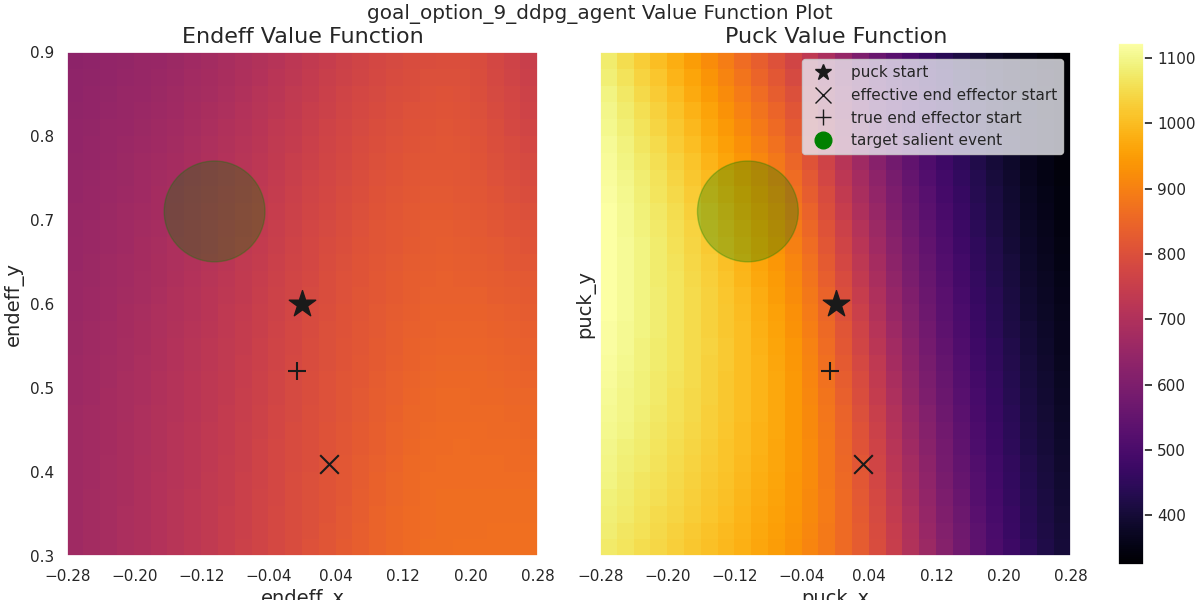 goal_option_9_ddpg_agent Value Function Plot
Endeff Value Function
Puck Value Function
0.9
0.8
0.7
0.6
0.5
0.4
0.3
endeff_y
−0.28 −0.20 −0.12 −0.04 0.04 0.12 0.20 0.28
endeff_x
puck_y
puck start
effective end effector start
true end effector start
target salient event
−0.28 −0.20 −0.12 −0.04 0.04 0.12 0.20 0.28
puck_x
1100
1000
900
800
700
600
500
400